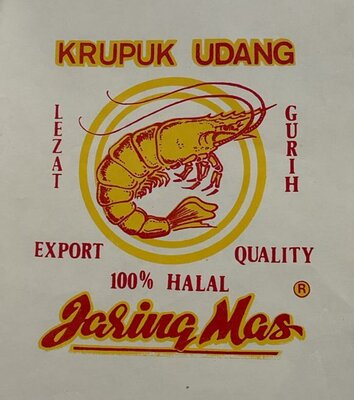 KRUPUK UDANG
LEZAT
GURIH
EXPORT QUALITY
100% HALAL
Jaring Mas ®